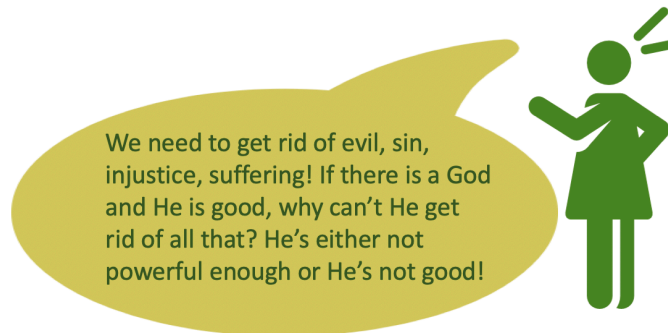 We need to get rid of evil, sin,
injustice, suffering! If there is a God
and He is good, why can’t He get
rid of all that? He’s either not
powerful enough or He’s not good!